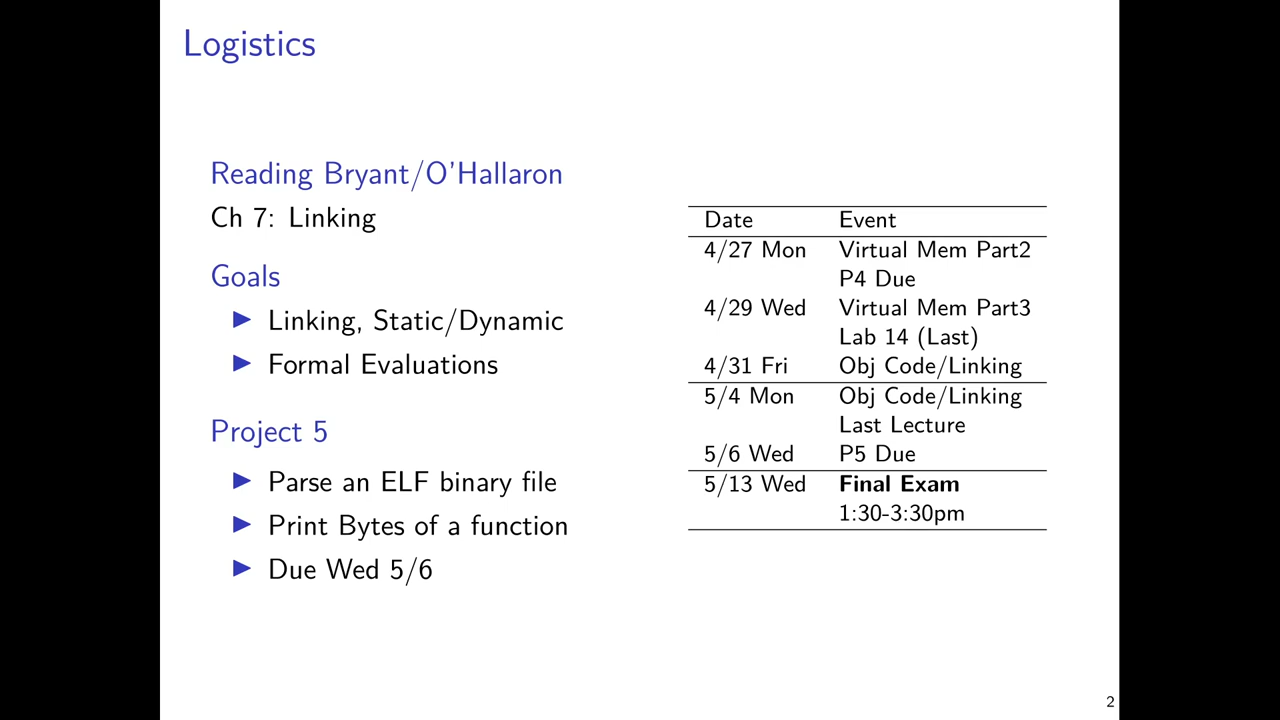 Logistics
Reading Bryant/O'Hallaron
Ch 7: Linking
Goals
▶ Linking, Static/Dynamic
▶ Formal Evaluations
Project 5
▶ Parse an ELF binary file
▶ Print Bytes of a function
▶ Due Wed 5/6
Date Event
4/27 Mon Virtual Mem Part2
P4 Due
4/29 Wed Virtual Mem Part3
Lab 14 (Last)
4/31 Fri Obj Code/Linking
5/4 Mon Obj Code/Linking
Last Lecture
5/6 Wed P5 Due
5/13 Wed Final Exam
1:30-3:30pm
2